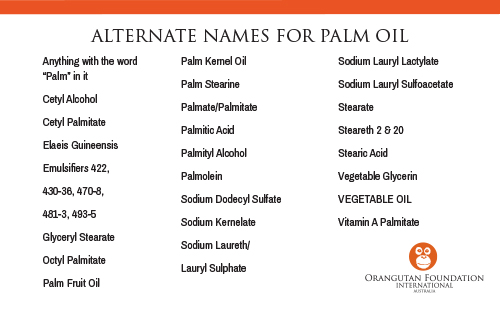 ALTERNATE NAMES FOR PALM OIL
Anything with the word
“Palm” in it
Cetyl Alcohol
Cetyl Palmitate
Elaeis Guineensis
Emulsifiers 422,
430-36, 470-8,
481-3, 493-5
Glyceryl Stearate
Octyl Palmitate
Palm Fruit Oil
Palm Kernel Oil
Palm Stearine
Palmate/Palmitate
Palmitic Acid
Palmityl Alcohol
Palmolein
Sodium Dodecyl Sulfate
Sodium Kernelate
Sodium Laureth/
Lauryl Sulphate
Sodium Lauryl Lactylate
Sodium Lauryl Sulfoacetate
Stearate
Steareth 2 & 20
Stearic Acid
Vegetable Glycerin
VEGETABLE OIL
Vitamin A Palmitate
ORANGUTAN FOUNDATION
INTERNATIONAL
AUSTRALIA